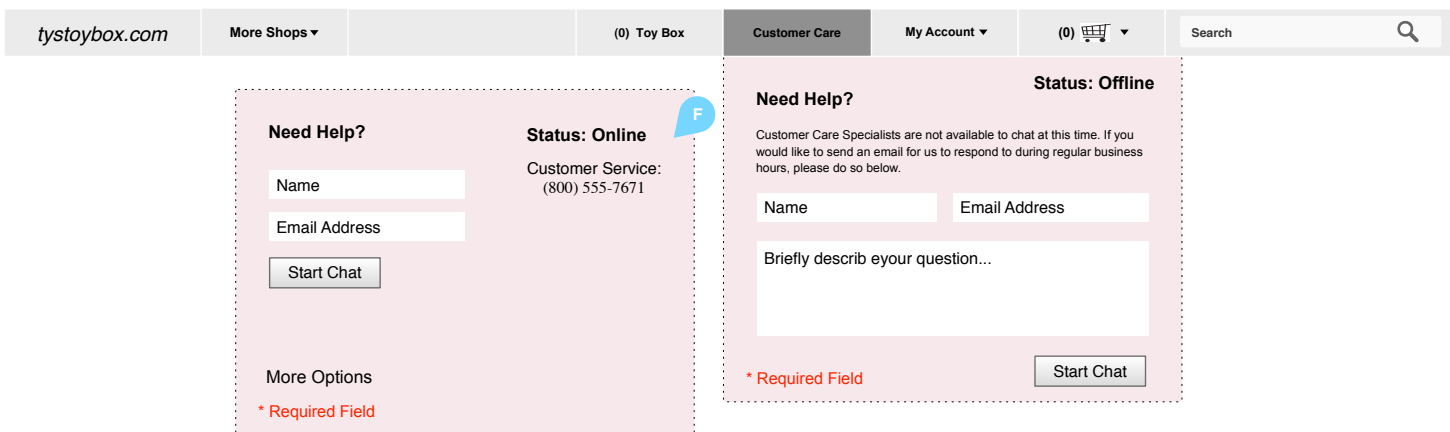 tystoybox.com More Shops ▾ (0) Toy Box Customer Care My Account ▾ (0) ▾ Search
Need Help?
Status: Online
F
Customer Service:
(800) 555-7671
Name
Email Address
Start Chat
More Options
* Required Field
Status: Offline
Need Help?
Customer Care Specialists are not available to chat at this time. If you
would like to send an email for us to respond to during regular business
hours, please do so below.
Name Email Address
Briefly describ eyour question...
* Required Field
Start Chat